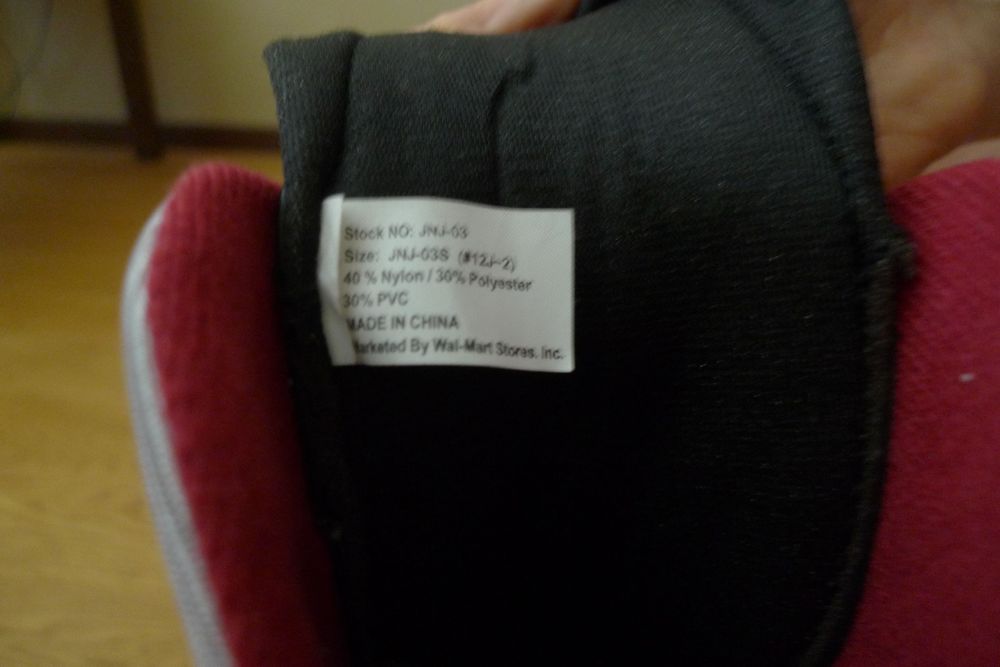 Stock NO: JNJ-03
Size: JNJ-03S (#12J-2)
40 % Nylon / 30% Polyester
30% PVC
MADE IN CHINA
Marketed By Wal-Mart Stores. Inc.